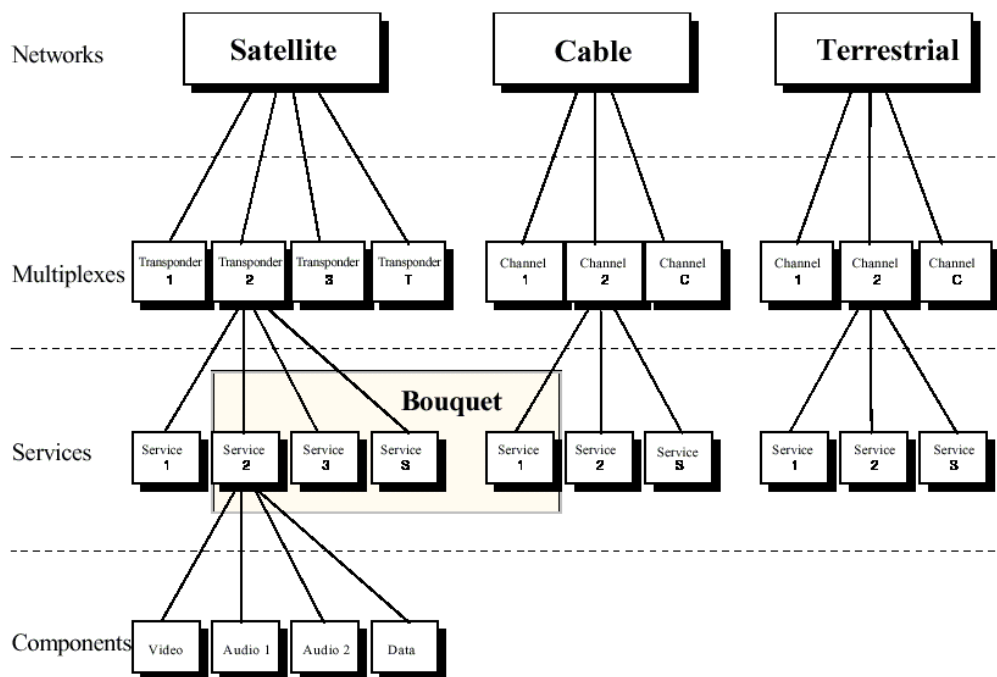 Networks
Satellite
Cable
Terrestrial
Multiplexes
Transponder
1
Transponder
2
Transponder
3
Transponder
T
Channel
1
Channel
2
Channel
C
Channel
1
Channel
2
Channel
C
Bouquet
Services
Service
1
Service
2
Service
3
Service
S
Service
1
Service
2
Service
S
Service
1
Service
2
Service
S
Components
Video
Audio 1
Audio 2
Data